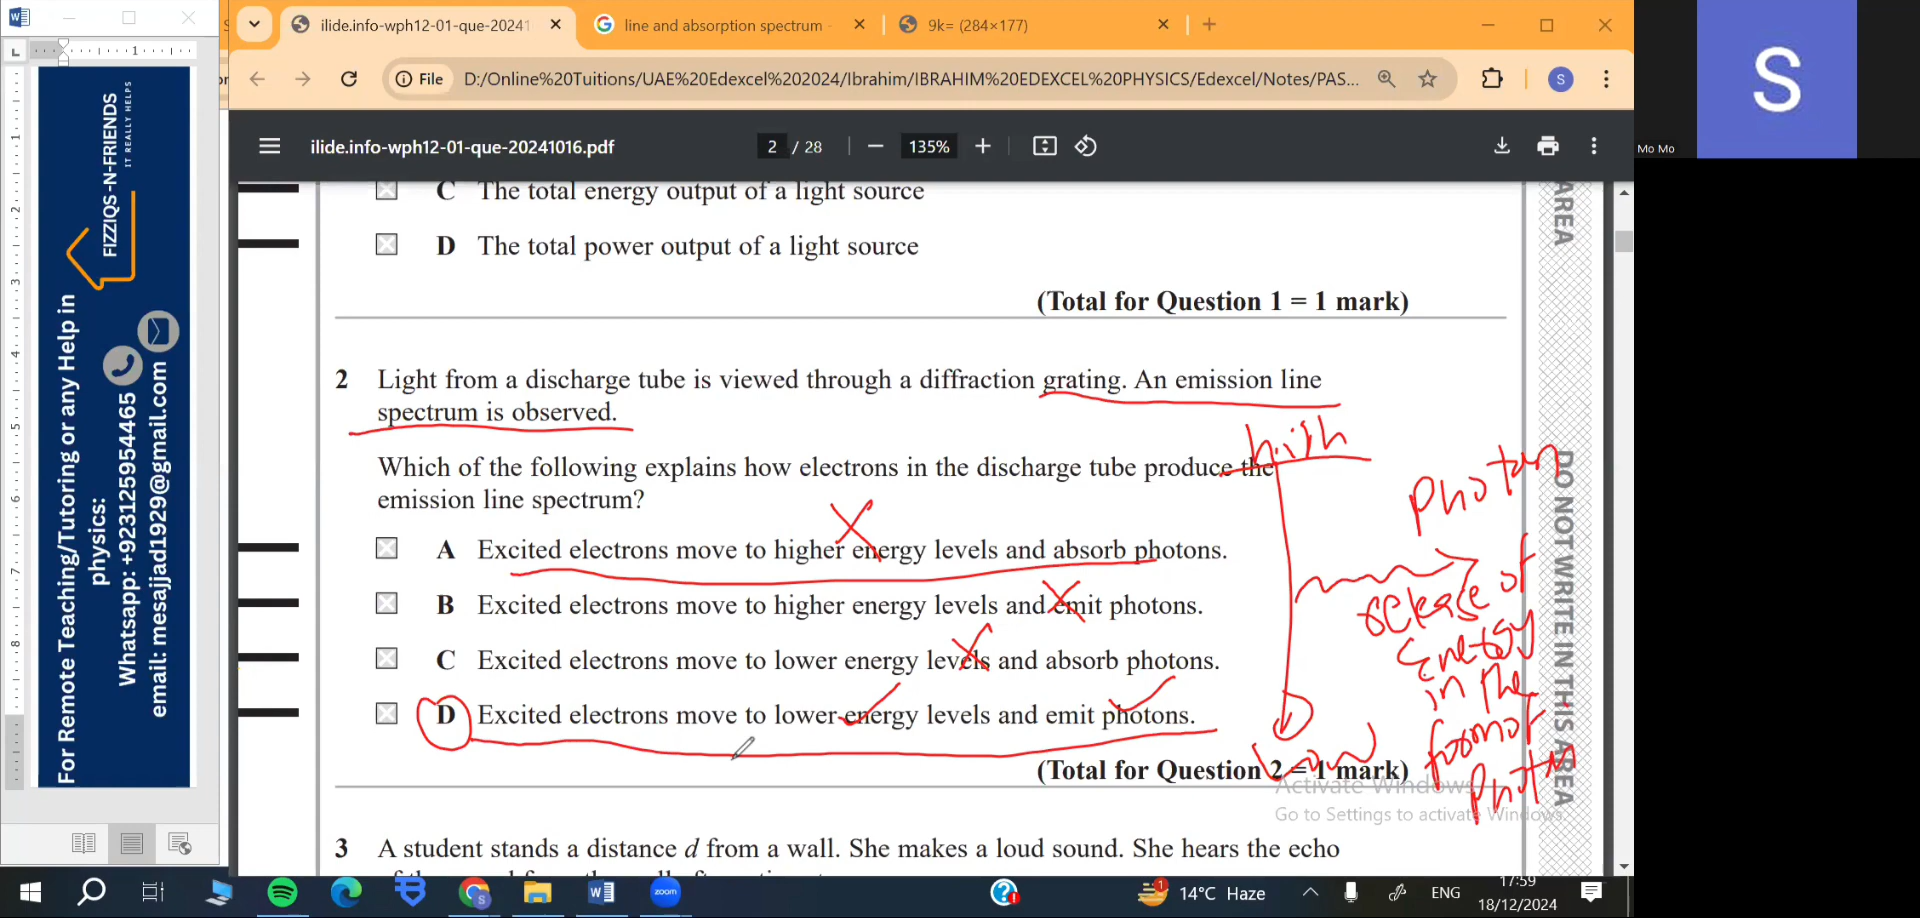 ilide.info-wph12-01-que-20241
line and absorption spectrum -
9k= (284×177)
File
D:/Online%20Tuitions/UAE%20Edexcel%202024/Ibrahim/IBRAHIM%20EDEXCEL%20PHYSICS/Edexcel/Notes/PAS...
S
ilide.info-wph12-01-que-20241016.pdf
2 / 28
135%
S
Mo Mo
For Remote Teaching/Tutoring or any Help in
physics:
Whatsapp: +923125954465
email: mesajjad1929@gmail.com
FIZZIQS-N-FRIENDS
IT REALLY HELPS
C The total energy output of a light source
D The total power output of a light source
(Total for Question 1 = 1 mark)
2 Light from a discharge tube is viewed through a diffraction grating. An emission line
spectrum is observed.
Which of the following explains how electrons in the discharge tube produce the
emission line spectrum?
A Excited electrons move to higher energy levels and absorb photons.
B Excited electrons move to higher energy levels and emit photons.
C Excited electrons move to lower energy levels and absorb photons.
D Excited electrons move to lower energy levels and emit photons.
(Total for Question 2 = 1 mark)
3 A student stands a distance d from a wall. She makes a loud sound. She hears the echo
high
Low
Photon
release of
Energy
in the
form of
Photon
AREA
DO NOT WRITE IN THIS AREA
Activate Windows
Go to Settings to activate Windows.
zoom
14°C Haze
ENG
17:59
18/12/2024